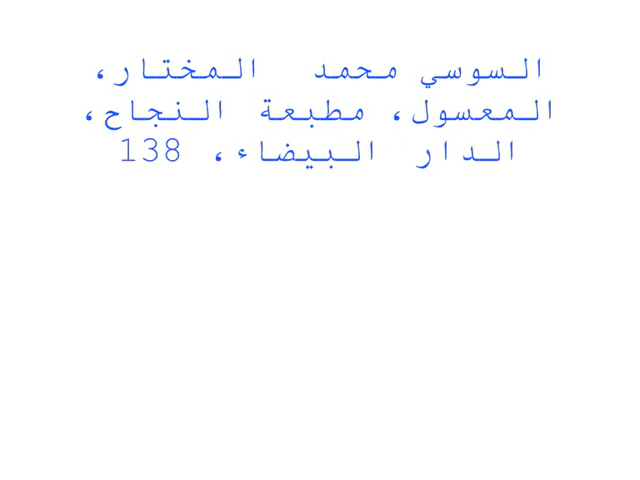 السوسي محمد  المختار،
المعسول، مطبعة النجاح،
الدار البيضاء، 138